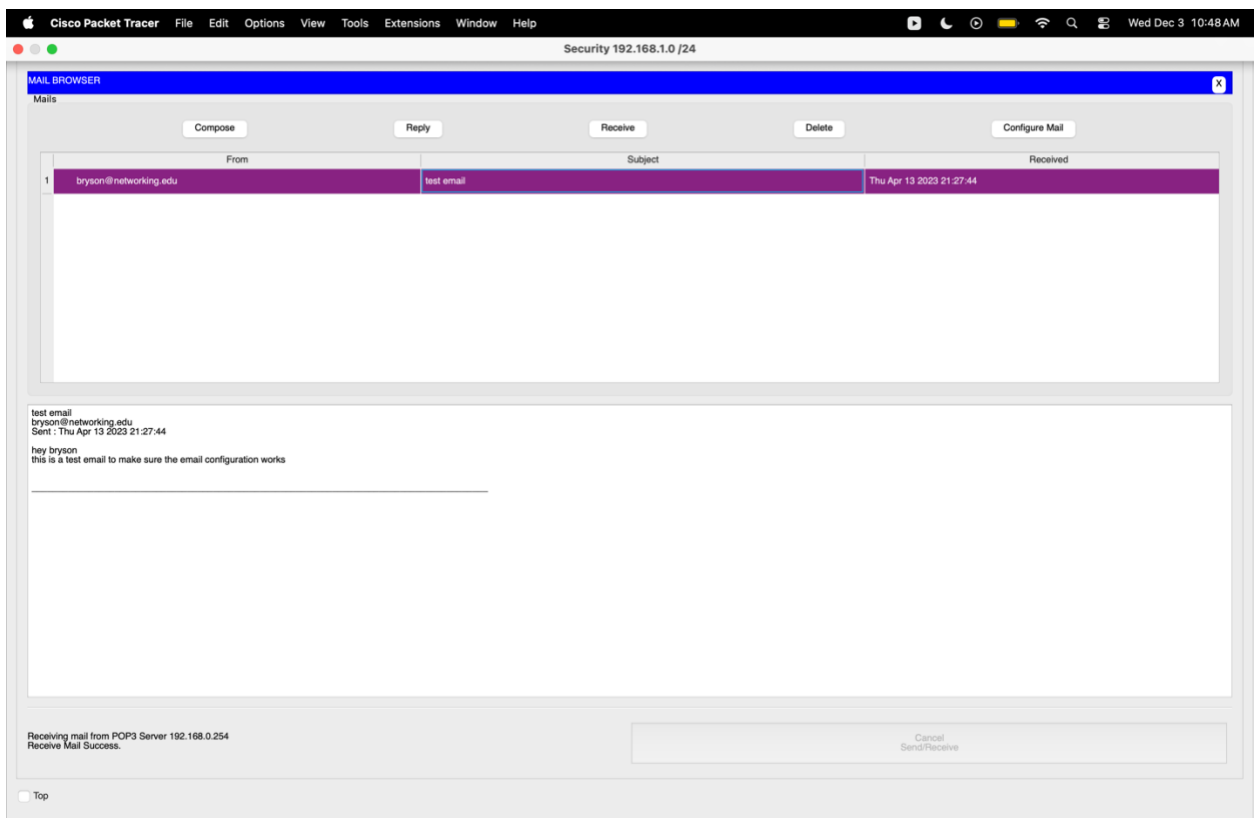 Cisco Packet Tracer File Edit Options View Tools Extensions Window Help Wed Dec 3 10:48 AM
Security 192.168.1.0 /24
MAIL BROWSER X
Mails
Compose Reply Receive Delete Configure Mail
From Subject Received
1 bryson@networking.edu test email Thu Apr 13 2023 21:27:44
test email
bryson@networking.edu
Sent : Thu Apr 13 2023 21:27:44
hey bryson
this is a test email to make sure the email configuration works
Receiving mail from POP3 Server 192.168.0.254
Receive Mail Success.
Cancel
Send/Receive
Top